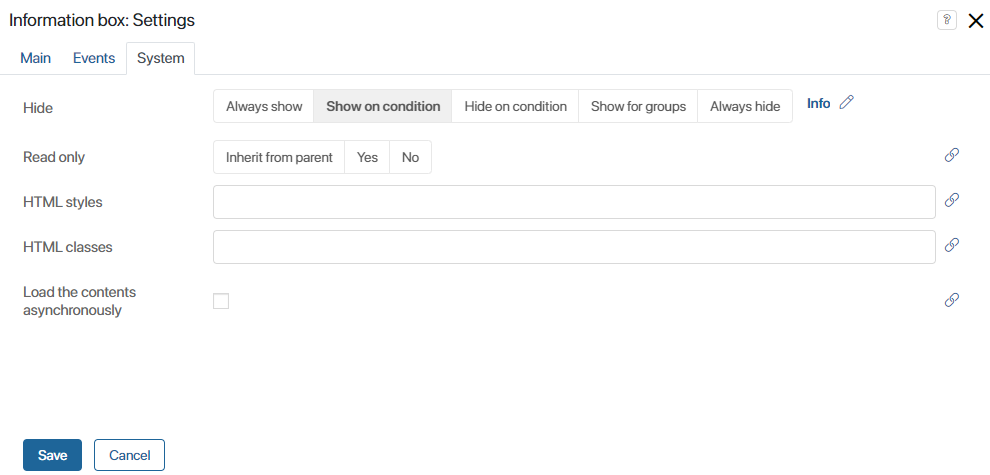 Information box: Settings
?
Main Events System
Hide Always show Show on condition Hide on condition Show for groups Always hide Info
Read only Inherit from parent Yes No
HTML styles
HTML classes
Load the contents
asynchronously
Save Cancel